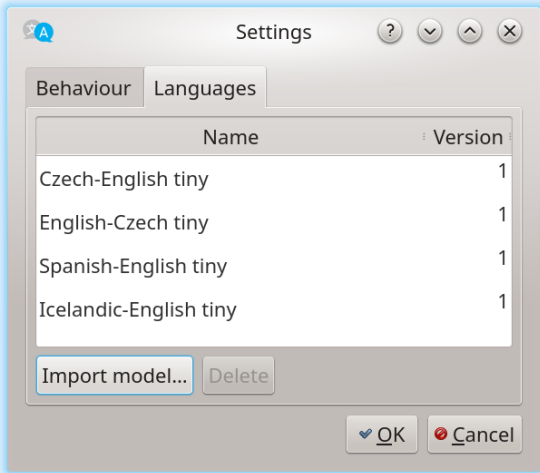 Settings
Behaviour Languages
Name Version
Czech-English tiny 1
English-Czech tiny 1
Spanish-English tiny 1
Icelandic-English tiny 1
Import model... Delete
OK Cancel